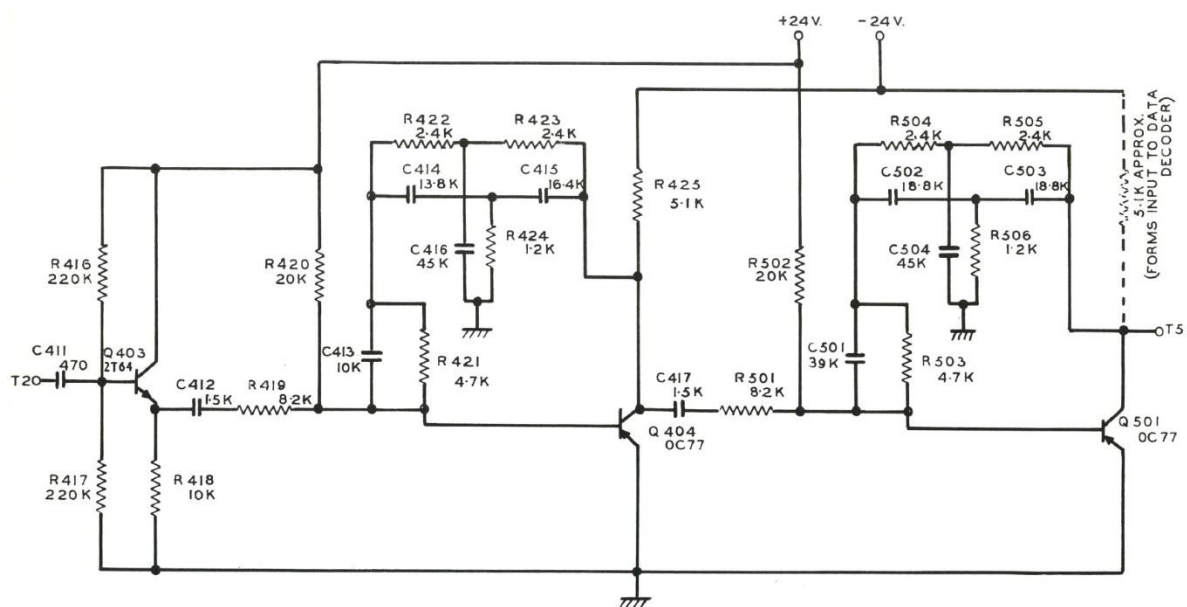 +24V.
-24V.
R422
2.4K
R423
2.4K
R504
2.4K
R505
2.4K
C414
13.8K
C415
16.4K
C502
18.8K
C503
18.8K
R425
5.1K
5.1K APPROX.
(FORMS INPUT TO DATA
DECODER)
R424
1.2K
C416
45K
R506
1.2K
C504
45K
R416
220K
R420
20K
R502
20K
T5
C411
470
Q403
2T64
C413
10K
R421
4.7K
C501
39K
R503
4.7K
T2
C412
1.5K
R419
8.2K
C417
1.5K
R501
8.2K
Q404
OC77
Q501
OC77
R417
220K
R418
10K